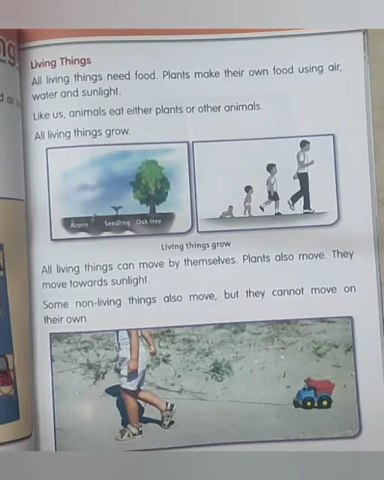 Living Things
All living things need food. Plants make their own food using air,
water and sunlight.
Like us, animals eat either plants or other animals.
All living things grow.
Acorn Seedling Oak tree
Living things grow
All living things can move by themselves. Plants also move. They
move towards sunlight.
Some non-living things also move, but they cannot move on
their own.